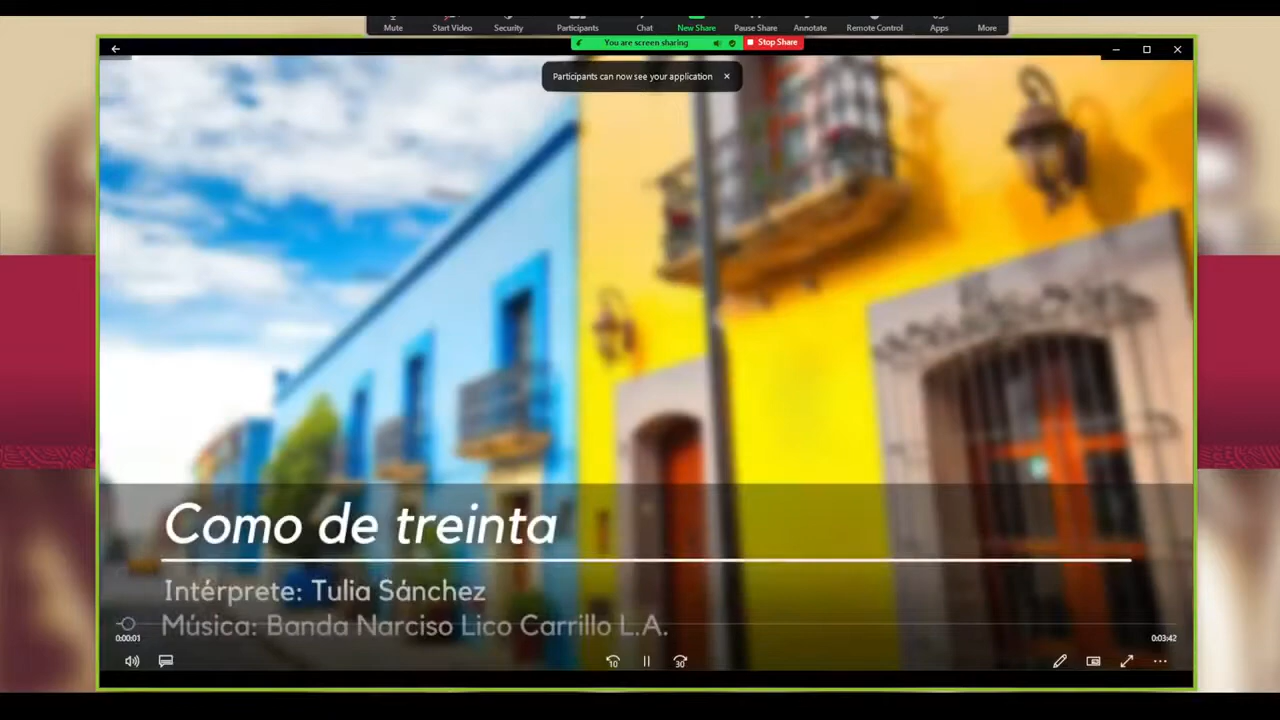 Mute Start Video Security Participants Chat New Share Pause Share Annotate Remote Control Apps More
You are screen sharing Stop Share
Participants can now see your application
Como de treinta
Intérprete: Tulia Sánchez
Música: Banda Narciso Lico Carrillo L.A.
0:00:01 0:03:42
10 30